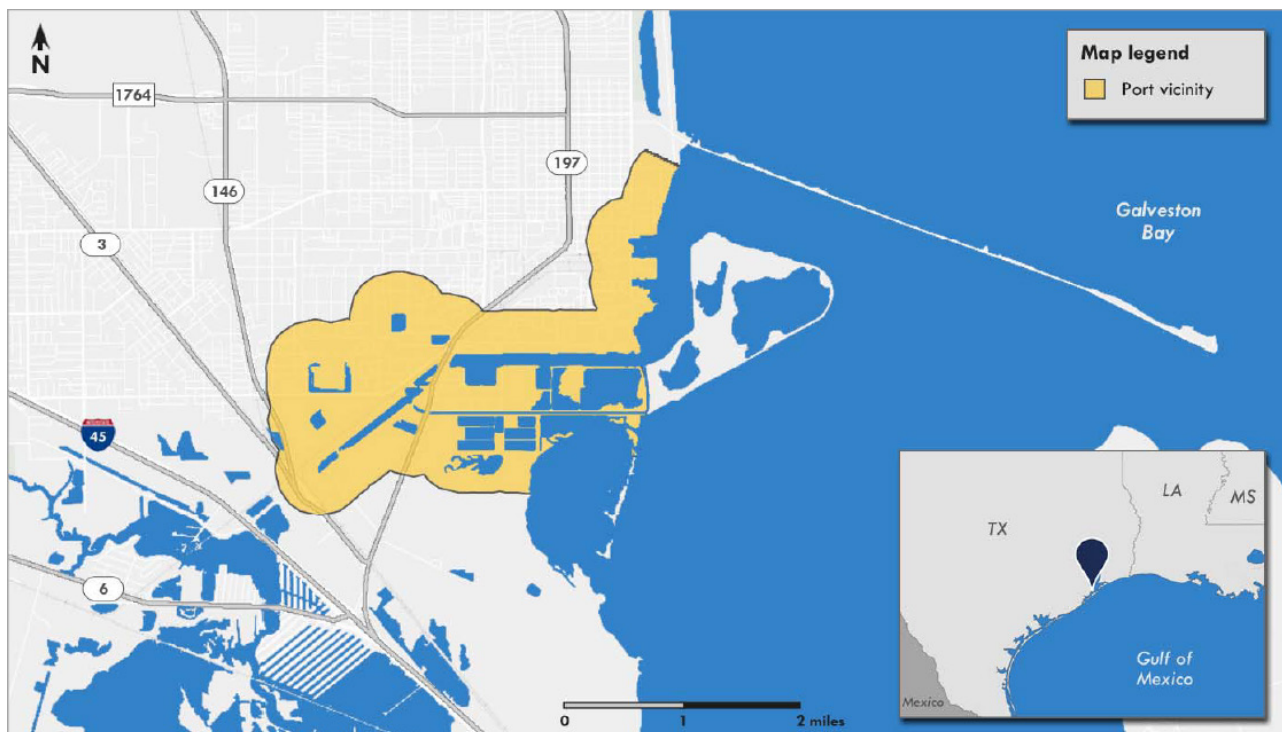 N
Map legend
Port vicinity
1764
197
146
3
Galveston
Bay
INTERSTATE
45
6
0
1
2 miles
TX
LA
MS
Gulf of
Mexico
Mexico